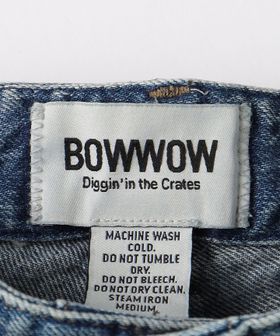 BOWWOW
Diggin' in the Crates
MACHINE WASH
COLD.
DO NOT TUMBLE
DRY.
DO NOT BLEECH.
DO NOT DRY CLEAN.
STEAM IRON
MEDIUM.